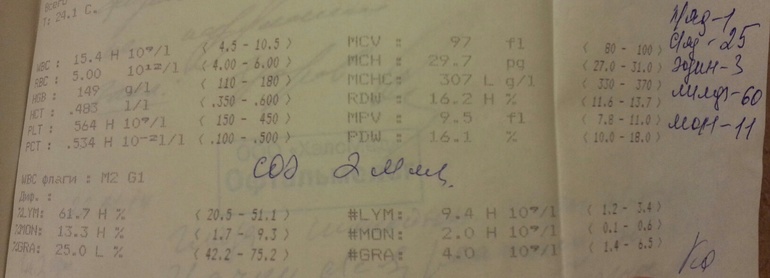 Т: 24.1 С.
WBC : 15.4 H 10⁹/l ( 4.5 - 10.5 ) MCV : 97 fl ( 80 - 100 )
RBC : 5.00 10¹²/l ( 4.00 - 6.00 ) MCH : 29.7 pg ( 27.0 - 31.0 )
HGB : 149 g/l ( 110 - 180 ) MCHC: 307 L g/l ( 330 - 370 )
HCT : .483 l/l ( .350 - .600 ) RDW : 16.2 H % ( 11.6 - 13.7 )
PLT : 564 H 10⁹/l ( 150 - 450 ) MPV : 9.5 fl ( 7.8 - 11.0 )
PCT : .534 H 10⁻²l/l ( .100 - .500 ) PDW : 16.1 % ( 10.0 - 18.0 )
п/яд-1
с/яд-25
эозин-3
лимф-60
мон-11
соэ 2 мм/ч
Офтальмолог
WBC флаги : M2 G1
Диф. :
%LYM: 61.7 H % ( 20.5 - 51.1 ) #LYM: 9.4 H 10⁹/l ( 1.2 - 3.4 )
%MON: 13.3 H % ( 1.7 - 9.3 ) #MON: 2.0 H 10⁹/l ( 0.1 - 0.6 )
%GRA: 25.0 L % ( 42.2 - 75.2 ) #GRA: 4.0 10⁹/l ( 1.4 - 6.5 )